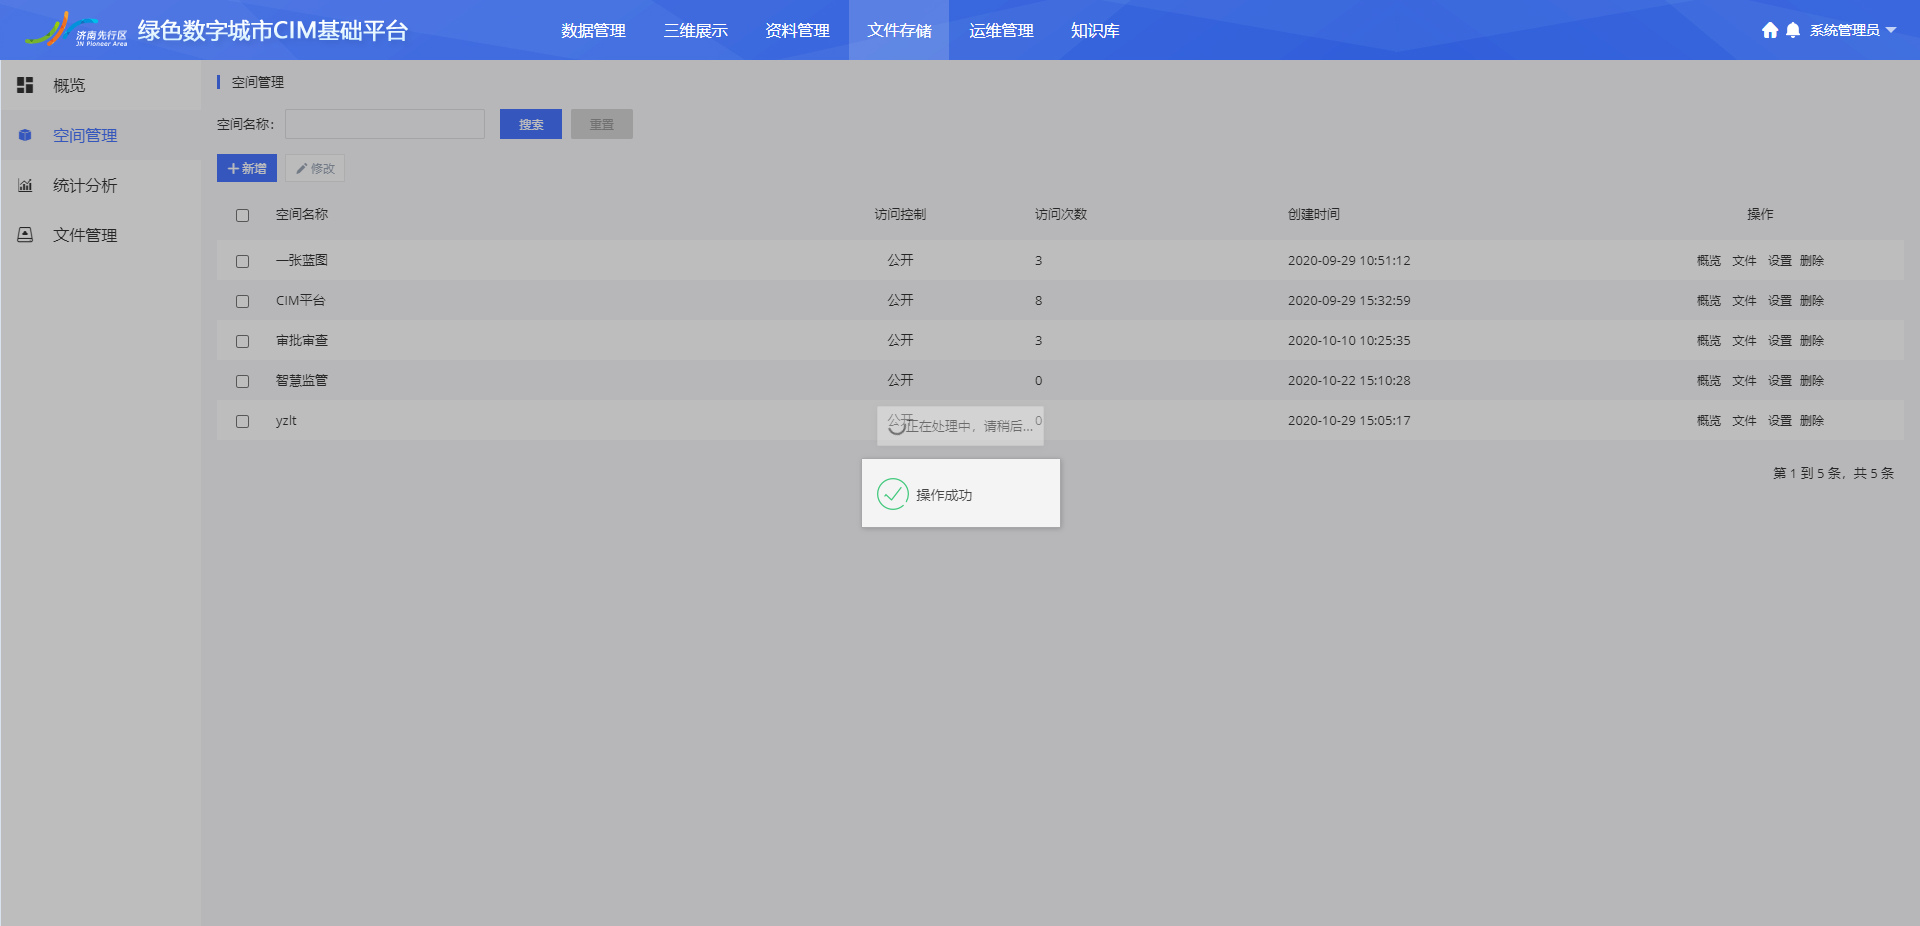 济南先行区
JN Pioneer Area
绿色数字城市CIM基础平台
数据管理 三维展示 资料管理 文件存储 运维管理 知识库
系统管理员
概览
空间管理
统计分析
文件管理
空间管理
空间名称: 搜索 重置
新增 修改
空间名称 访问控制 访问次数 创建时间 操作
一张蓝图 公开 3 2020-09-29 10:51:12 概览 文件 设置 删除
CIM平台 公开 8 2020-09-29 15:32:59 概览 文件 设置 删除
审批审查 公开 3 2020-10-10 10:25:35 概览 文件 设置 删除
智慧监管 公开 0 2020-10-22 15:10:28 概览 文件 设置 删除
yzlt 公开 0 2020-10-29 15:05:17 概览 文件 设置 删除
正在处理中，请稍后...
第 1 到 5 条，共 5 条
操作成功